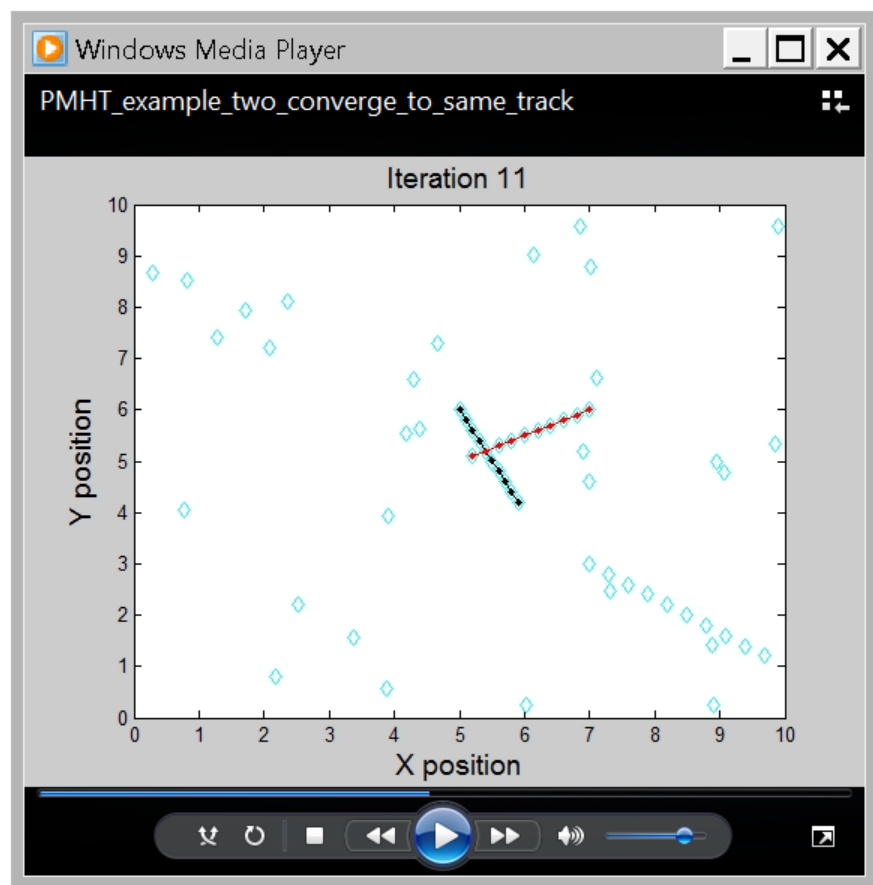 Windows Media Player
PMHT_example_two_converge_to_same_track
Iteration 11
Y position
10
9
8
7
6
5
4
3
2
1
0
0 1 2 3 4 5 6 7 8 9 10
X position